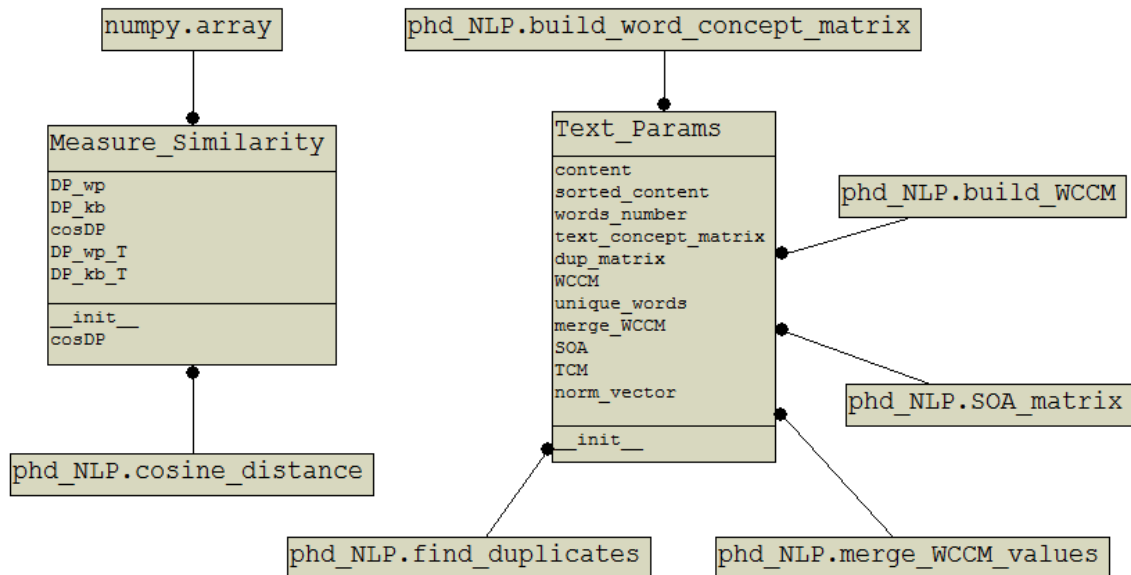 numpy.array
phd_NLP.build_word_concept_matrix
Measure_Similarity
DP_wp
DP_kb
cosDP
DP_wp_T
DP_kb_T
__init__
cosDP
Text_Params
content
sorted_content
words_number
text_concept_matrix
dup_matrix
WCCM
unique_words
merge_WCCM
SOA
TCM
norm_vector
__init__
phd_NLP.build_WCCM
phd_NLP.SOA_matrix
phd_NLP.cosine_distance
phd_NLP.find_duplicates
phd_NLP.merge_WCCM_values